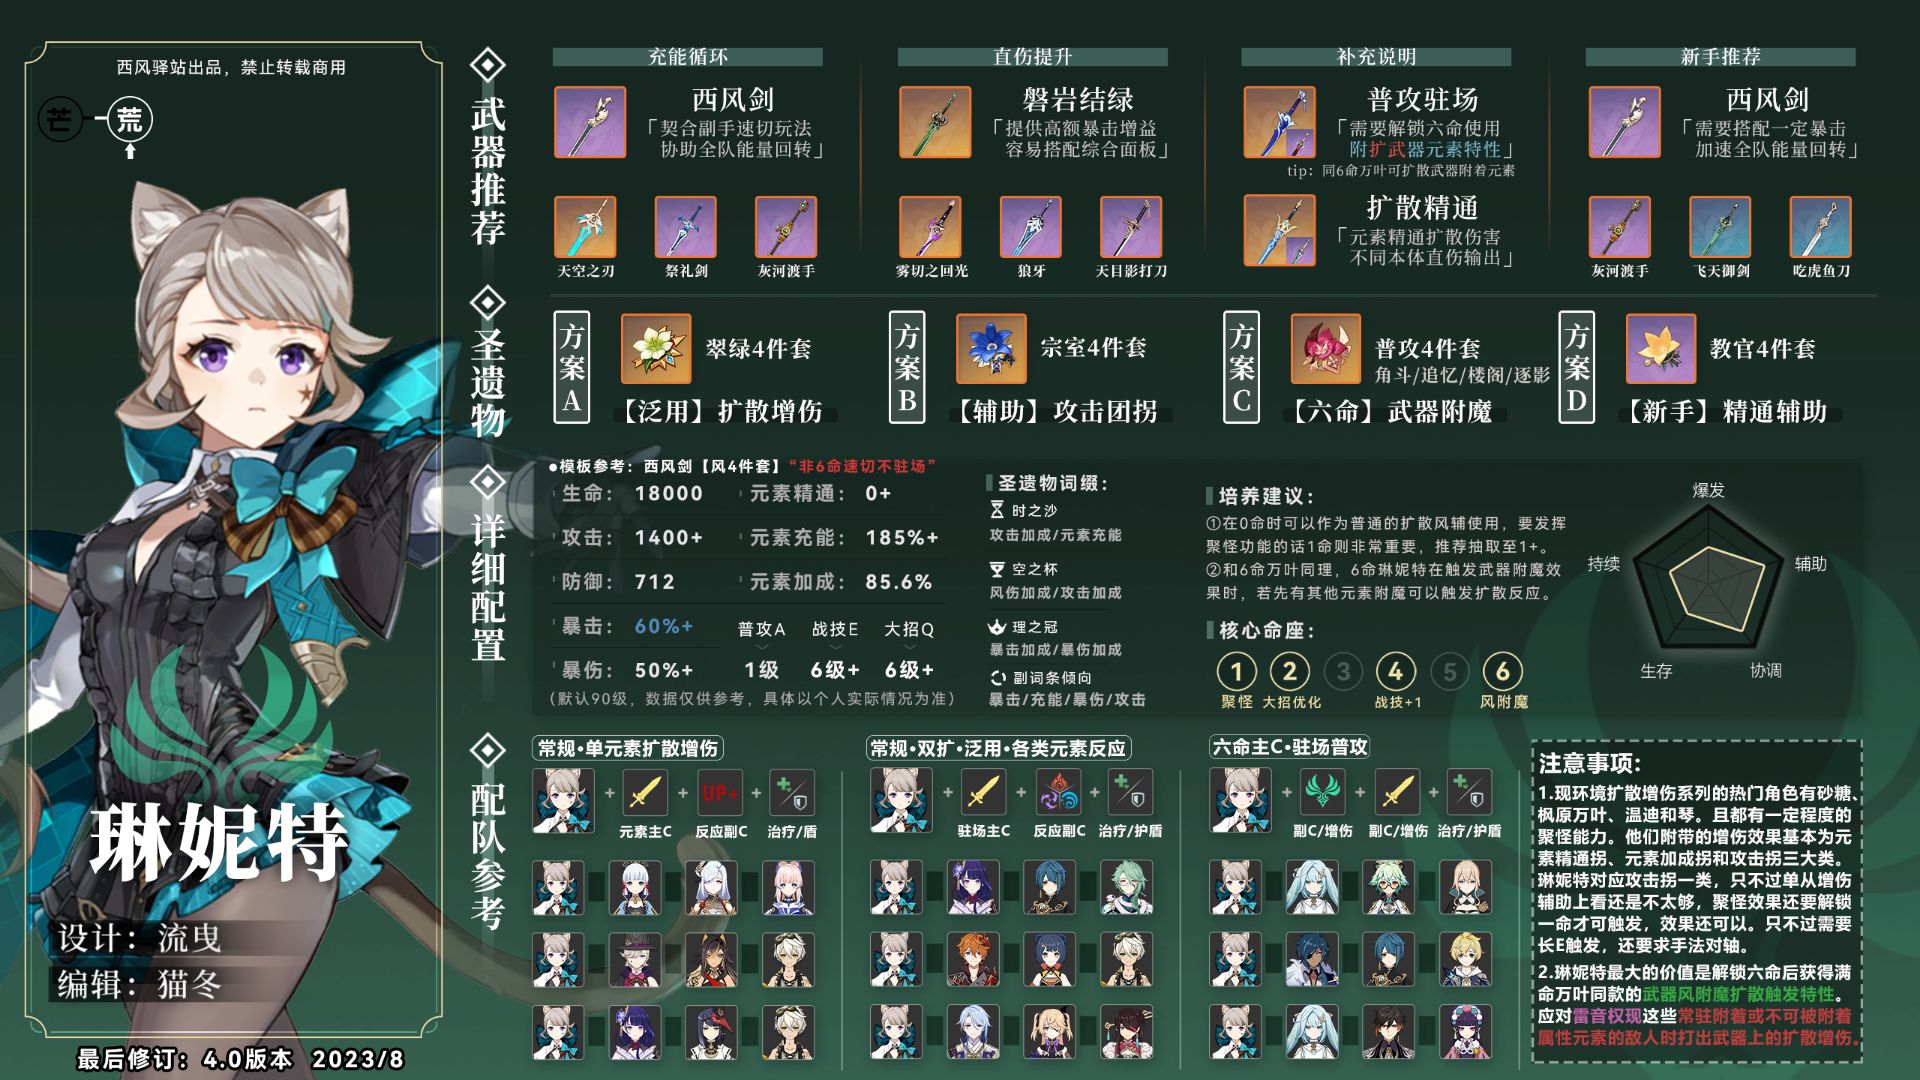 西风驿站出品，禁止转载商用
芒
荒
琳妮特
设计：流曳
编辑：猫冬
最后修订：4.0版本 2023/8
武器推荐
充能循环
西风剑
「契合副手速切玩法
协助全队能量回转」
天空之刃
祭礼剑
灰河渡手
直伤提升
磐岩结绿
「提供高额暴击增益
容易搭配综合面板」
雾切之回光
狼牙
天目影打刀
补充说明
普攻驻场
「需要解锁六命使用
附扩武器元素特性」
tip：同6命万叶可扩散武器附着元素
扩散精通
「元素精通扩散伤害
不同本体直伤输出」
新手推荐
西风剑
「需要搭配一定暴击
加速全队能量回转」
灰河渡手
飞天御剑
吃虎鱼刀
圣遗物
方案A
翠绿4件套
【泛用】扩散增伤
方案B
宗室4件套
【辅助】攻击团拐
方案C
普攻4件套
角斗/追忆/楼阁/逐影
【六命】武器附魔
方案D
教官4件套
【新手】精通辅助
详细配置
●模板参考：西风剑【风4件套】“非6命速切不驻场”
生命：18000 元素精通：0+
攻击：1400+ 元素充能：185%+
防御：712 元素加成：85.6%
暴击：60%+ 普攻A 战技E 大招Q
暴伤：50%+ 1级 6级+ 6级+
（默认90级，数据仅供参考，具体以个人实际情况为准）
圣遗物词缀：
时之沙
攻击加成/元素充能
空之杯
风伤加成/攻击加成
理之冠
暴击加成/暴伤加成
副词条倾向
暴击/充能/暴伤/攻击
培养建议：
①在0命时可以作为普通的扩散风辅使用，要发挥
聚怪功能的话1命则非常重要，推荐抽取至1+。
②和6命万叶同理，6命琳妮特在触发武器附魔效
果时，若先有其他元素附魔可以触发扩散反应。
核心命座：
1 2 3 4 5 6
聚怪 大招优化 战技+1 风附魔
爆发
辅助
协调
生存
持续
配队参考
常规·单元素扩散增伤
+ + UP+ +
元素主C 反应副C 治疗/盾
常规·双扩·泛用·各类元素反应
+ + +
驻场主C 反应副C 治疗/护盾
六命主C·驻场普攻
+ + +
副C/增伤 副C/增伤 治疗/护盾
注意事项：
1.现环境扩散增伤系列的热门角色有砂糖、
枫原万叶、温迪和琴。且都有一定程度的
聚怪能力。他们附带的增伤效果基本为元
素精通拐、元素加成拐和攻击拐三大类。
琳妮特对应攻击拐一类，只不过单从增伤
辅助上看还是不太够，聚怪效果还要解锁
一命才可触发，效果还可以。只不过需要
长E触发，还要求手法对轴。
2.琳妮特最大的价值是解锁六命后获得满
命万叶同款的武器风附魔扩散触发特性。
应对雷音权现这些常驻附着或不可被附着
属性元素的敌人时打出武器上的扩散增伤。